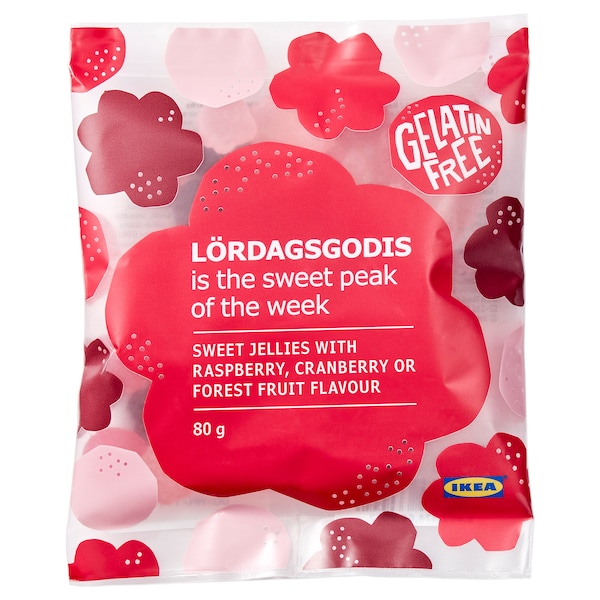 GELATIN
FREE
LÖRDAGSGODIS
is the sweet peak
of the week
SWEET JELLIES WITH
RASPBERRY, CRANBERRY OR
FOREST FRUIT FLAVOUR
80 g
IKEA